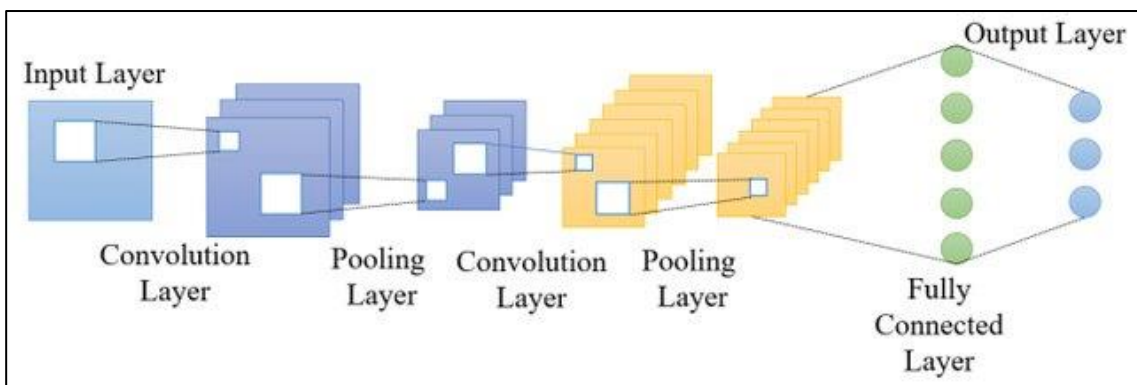 Output Layer
Input Layer
Convolution
Layer
Pooling
Layer
Convolution
Layer
Pooling
Layer
Fully
Connected
Layer